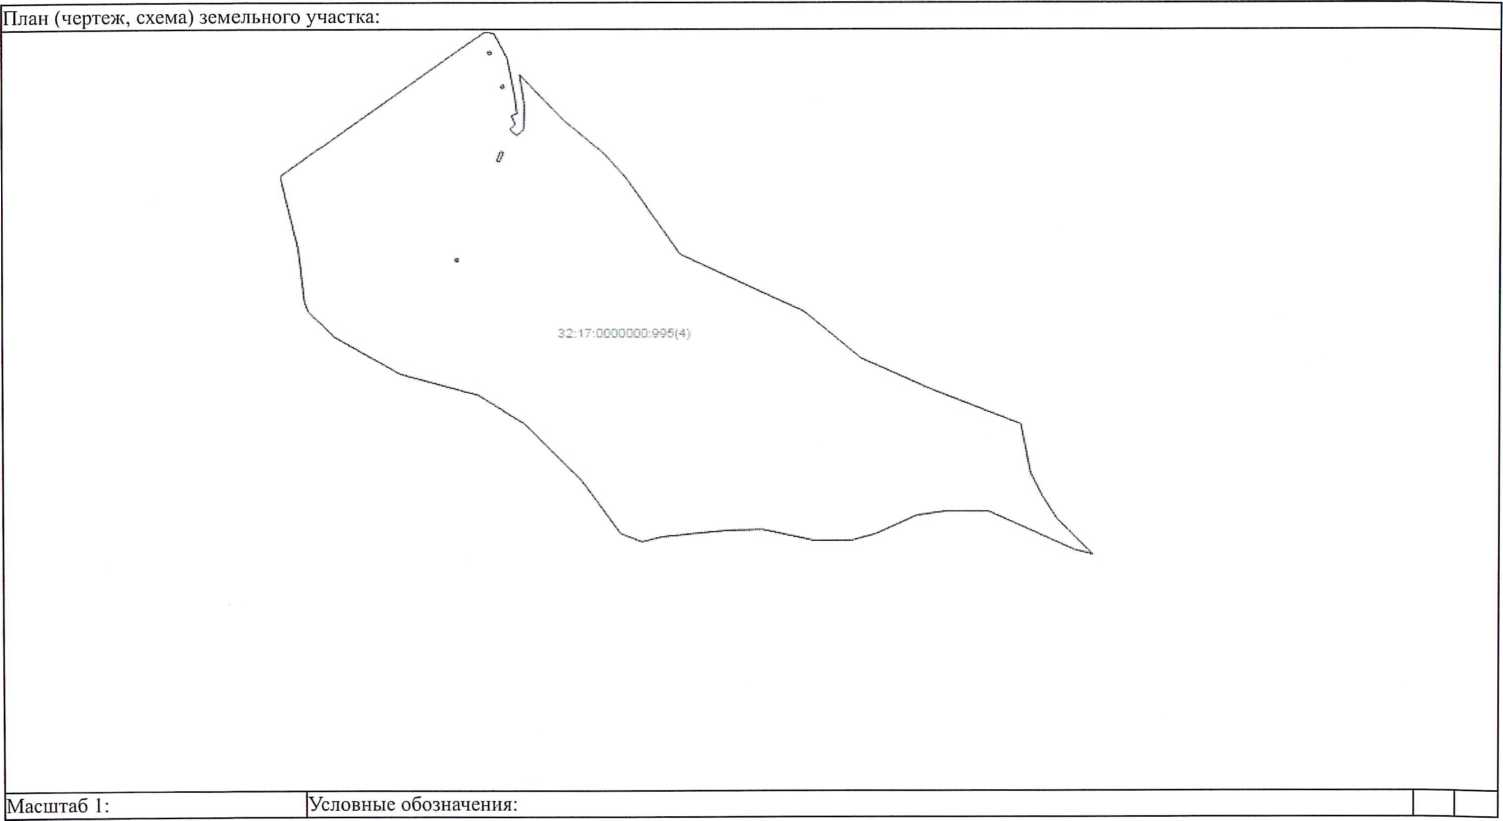 План (чертеж, схема) земельного участка:
32:17:0000000:995(4)
Масштаб 1:
Условные обозначения: